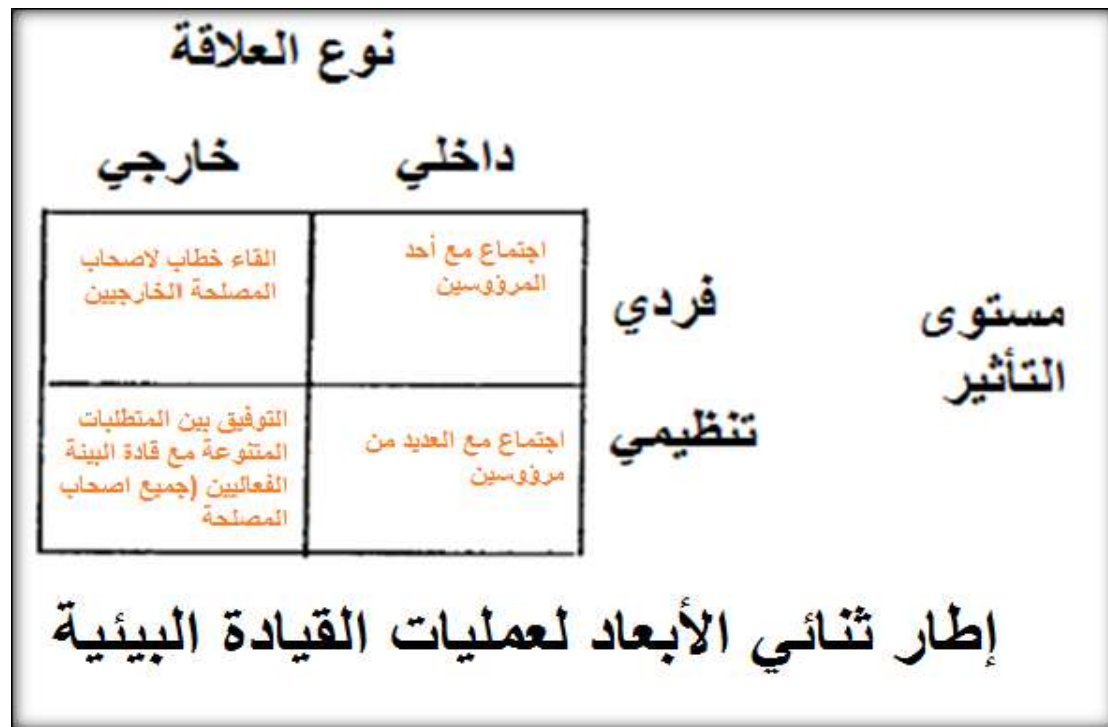 نوع العلاقة
داخلي
خارجي
اجتماع مع أحد
المرؤوسين
القاء خطاب لاصحاب
المصلحة الخارجيين
فردي
مستوى
التأثير
اجتماع مع العديد من
مرؤوسين
التوفيق بين المتطلبات
المتنوعة مع قادة البيئة
الفعاليين (جميع اصحاب
المصلحة
تنظيمي
إطار ثنائي الأبعاد لعمليات القيادة البيئية